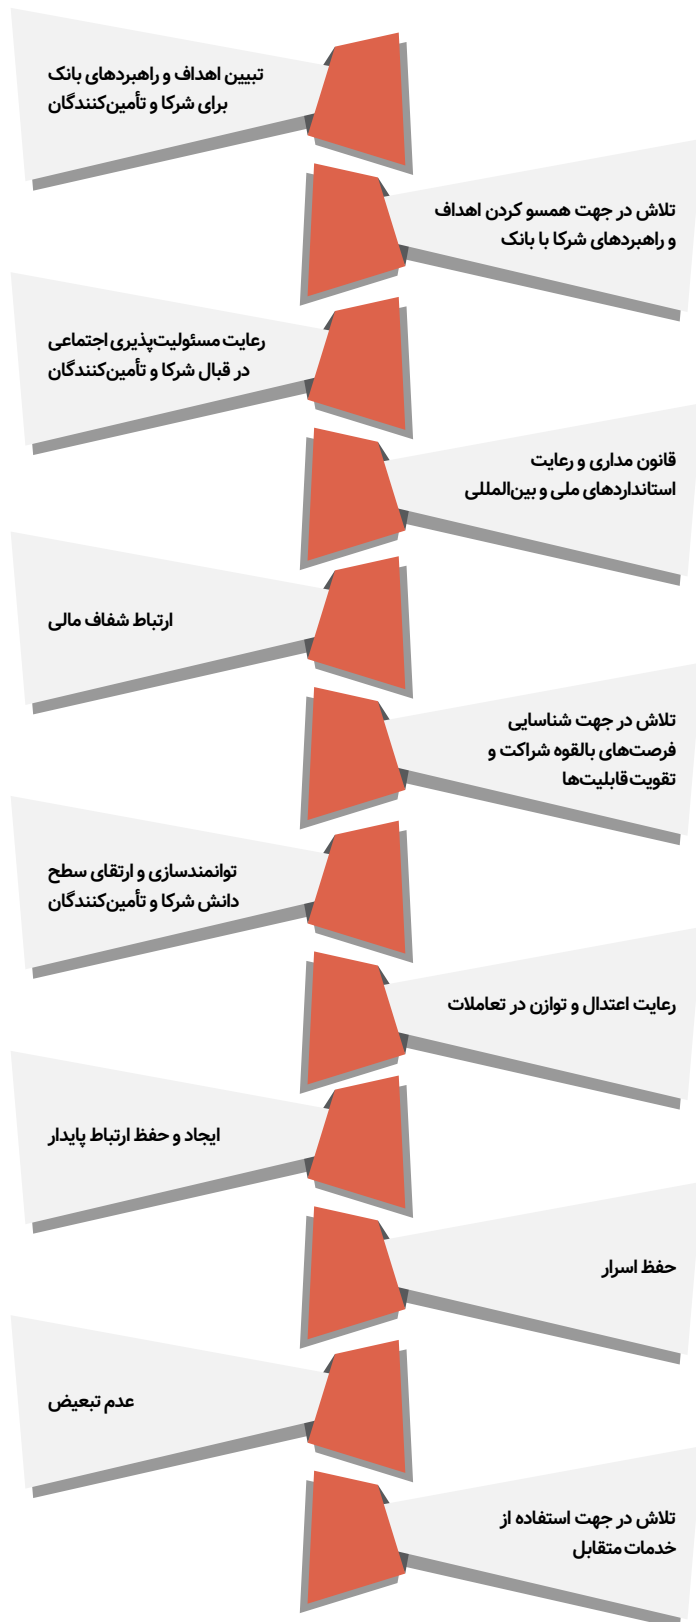 تبیین اهداف و راهبردهای بانک
برای شرکا و تأمین‌کنندگان
تلاش در جهت همسو کردن اهداف
و راهبردهای شرکا با بانک
رعایت مسئولیت‌پذیری اجتماعی
در قبال شرکا و تأمین‌کنندگان
قانون مداری و رعایت
استانداردهای ملی و بین‌المللی
ارتباط شفاف مالی
تلاش در جهت شناسایی
فرصت‌های بالقوه شراکت و
تقویت قابلیت‌ها
توانمندسازی و ارتقای سطح
دانش شرکا و تأمین‌کنندگان
رعایت اعتدال و توازن در تعاملات
ایجاد و حفظ ارتباط پایدار
حفظ اسرار
عدم تبعیض
تلاش در جهت استفاده از
خدمات متقابل